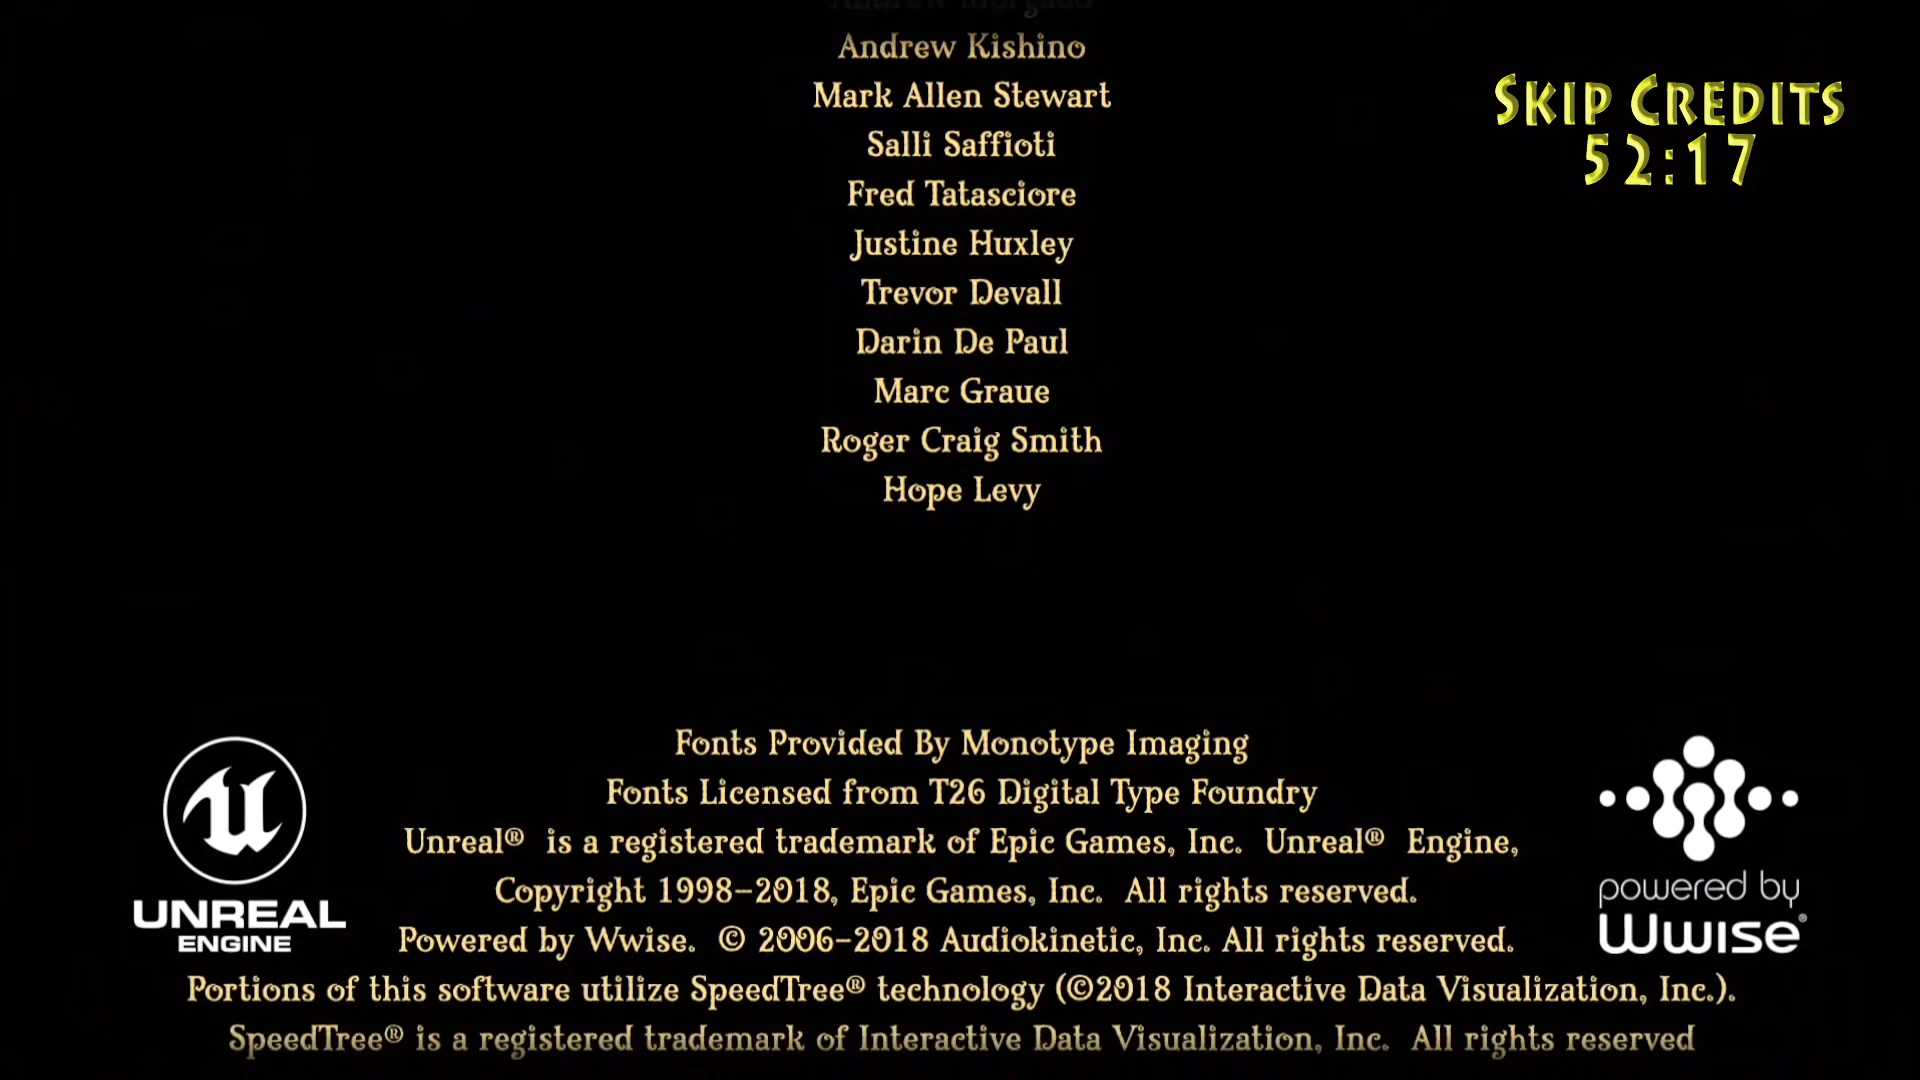 Andrew Kishino
Mark Allen Stewart
Salli Saffioti
Fred Tatasciore
Justine Huxley
Trevor Devall
Darin De Paul
Marc Graue
Roger Craig Smith
Hope Levy
SKIP CREDITS
52:17
Fonts Provided By Monotype Imaging
Fonts Licensed from T26 Digital Type Foundry
Unreal® is a registered trademark of Epic Games, Inc. Unreal® Engine,
Copyright 1998-2018, Epic Games, Inc. All rights reserved.
Powered by Wwise. © 2006-2018 Audiokinetic, Inc. All rights reserved.
Portions of this software utilize SpeedTree® technology (©2018 Interactive Data Visualization, Inc.).
SpeedTree® is a registered trademark of Interactive Data Visualization, Inc. All rights reserved
UNREAL
ENGINE
powered by
Wwise®